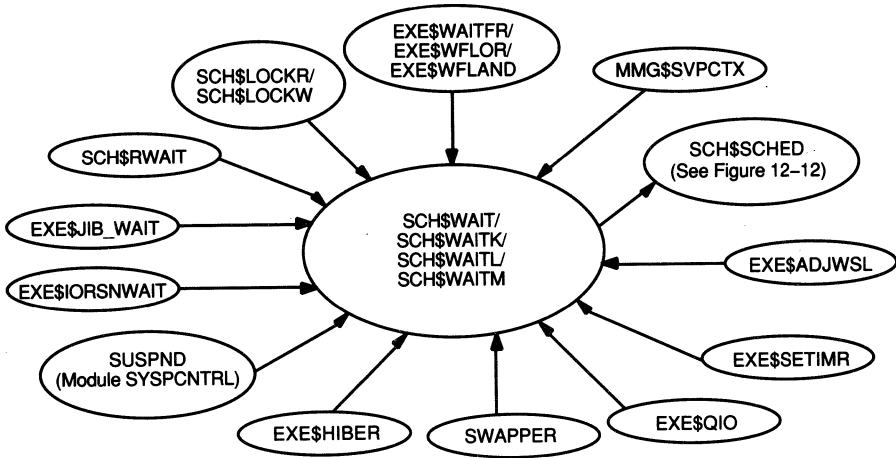 EXE$WAITFR/
EXE$WFLOR/
EXE$WFLAND
SCH$LOCKR/
SCH$LOCKW
MMG$SVPCTX
SCH$RWAIT
SCH$SCHED
(See Figure 12–12)
EXE$JIB_WAIT
SCH$WAIT/
SCH$WAITK/
SCH$WAITL/
SCH$WAITM
EXE$ADJWSL
EXE$IORSNWAIT
SUSPND
(Module SYSPCNTRL)
EXE$SETIMR
EXE$HIBER
SWAPPER
EXE$QIO